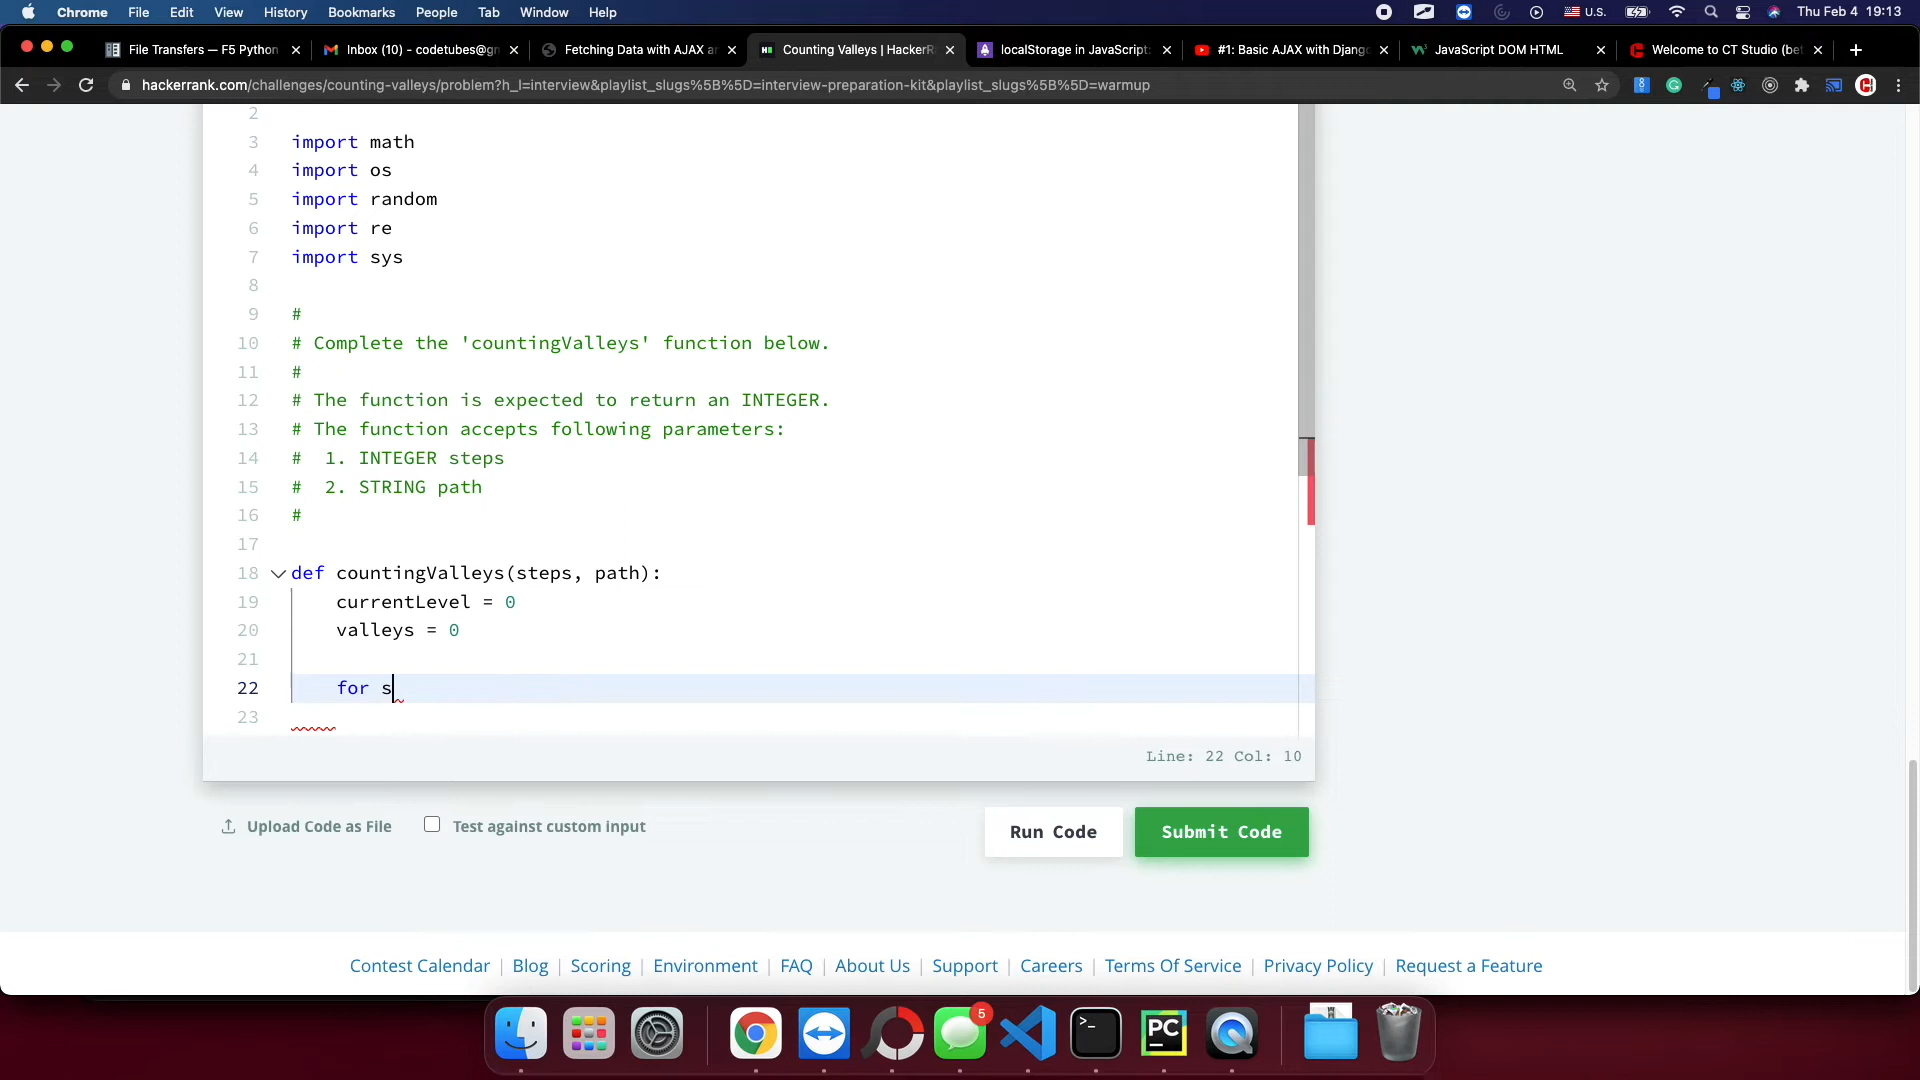 Chrome File Edit View History Bookmarks People Tab Window Help U.S. Thu Feb 4 19:13
File Transfers — F5 Python Inbox (10) - codetubes@gm Fetching Data with AJAX an Counting Valleys | HackerR localStorage in JavaScript: #1: Basic AJAX with Django JavaScript DOM HTML Welcome to CT Studio (bet
hackerrank.com/challenges/counting-valleys/problem?h_l=interview&playlist_slugs%5B%5D=interview-preparation-kit&playlist_slugs%5B%5D=warmup
2
3 import math
4 import os
5 import random
6 import re
7 import sys
8
9 #
10 # Complete the 'countingValleys' function below.
11 #
12 # The function is expected to return an INTEGER.
13 # The function accepts following parameters:
14 #  1. INTEGER steps
15 #  2. STRING path
16 #
17
18 def countingValleys(steps, path):
19     currentLevel = 0
20     valleys = 0
21
22     for s
23
Line: 22 Col: 10
Upload Code as File Test against custom input Run Code Submit Code
Contest Calendar | Blog | Scoring | Environment | FAQ | About Us | Support | Careers | Terms Of Service | Privacy Policy | Request a Feature
5
PC